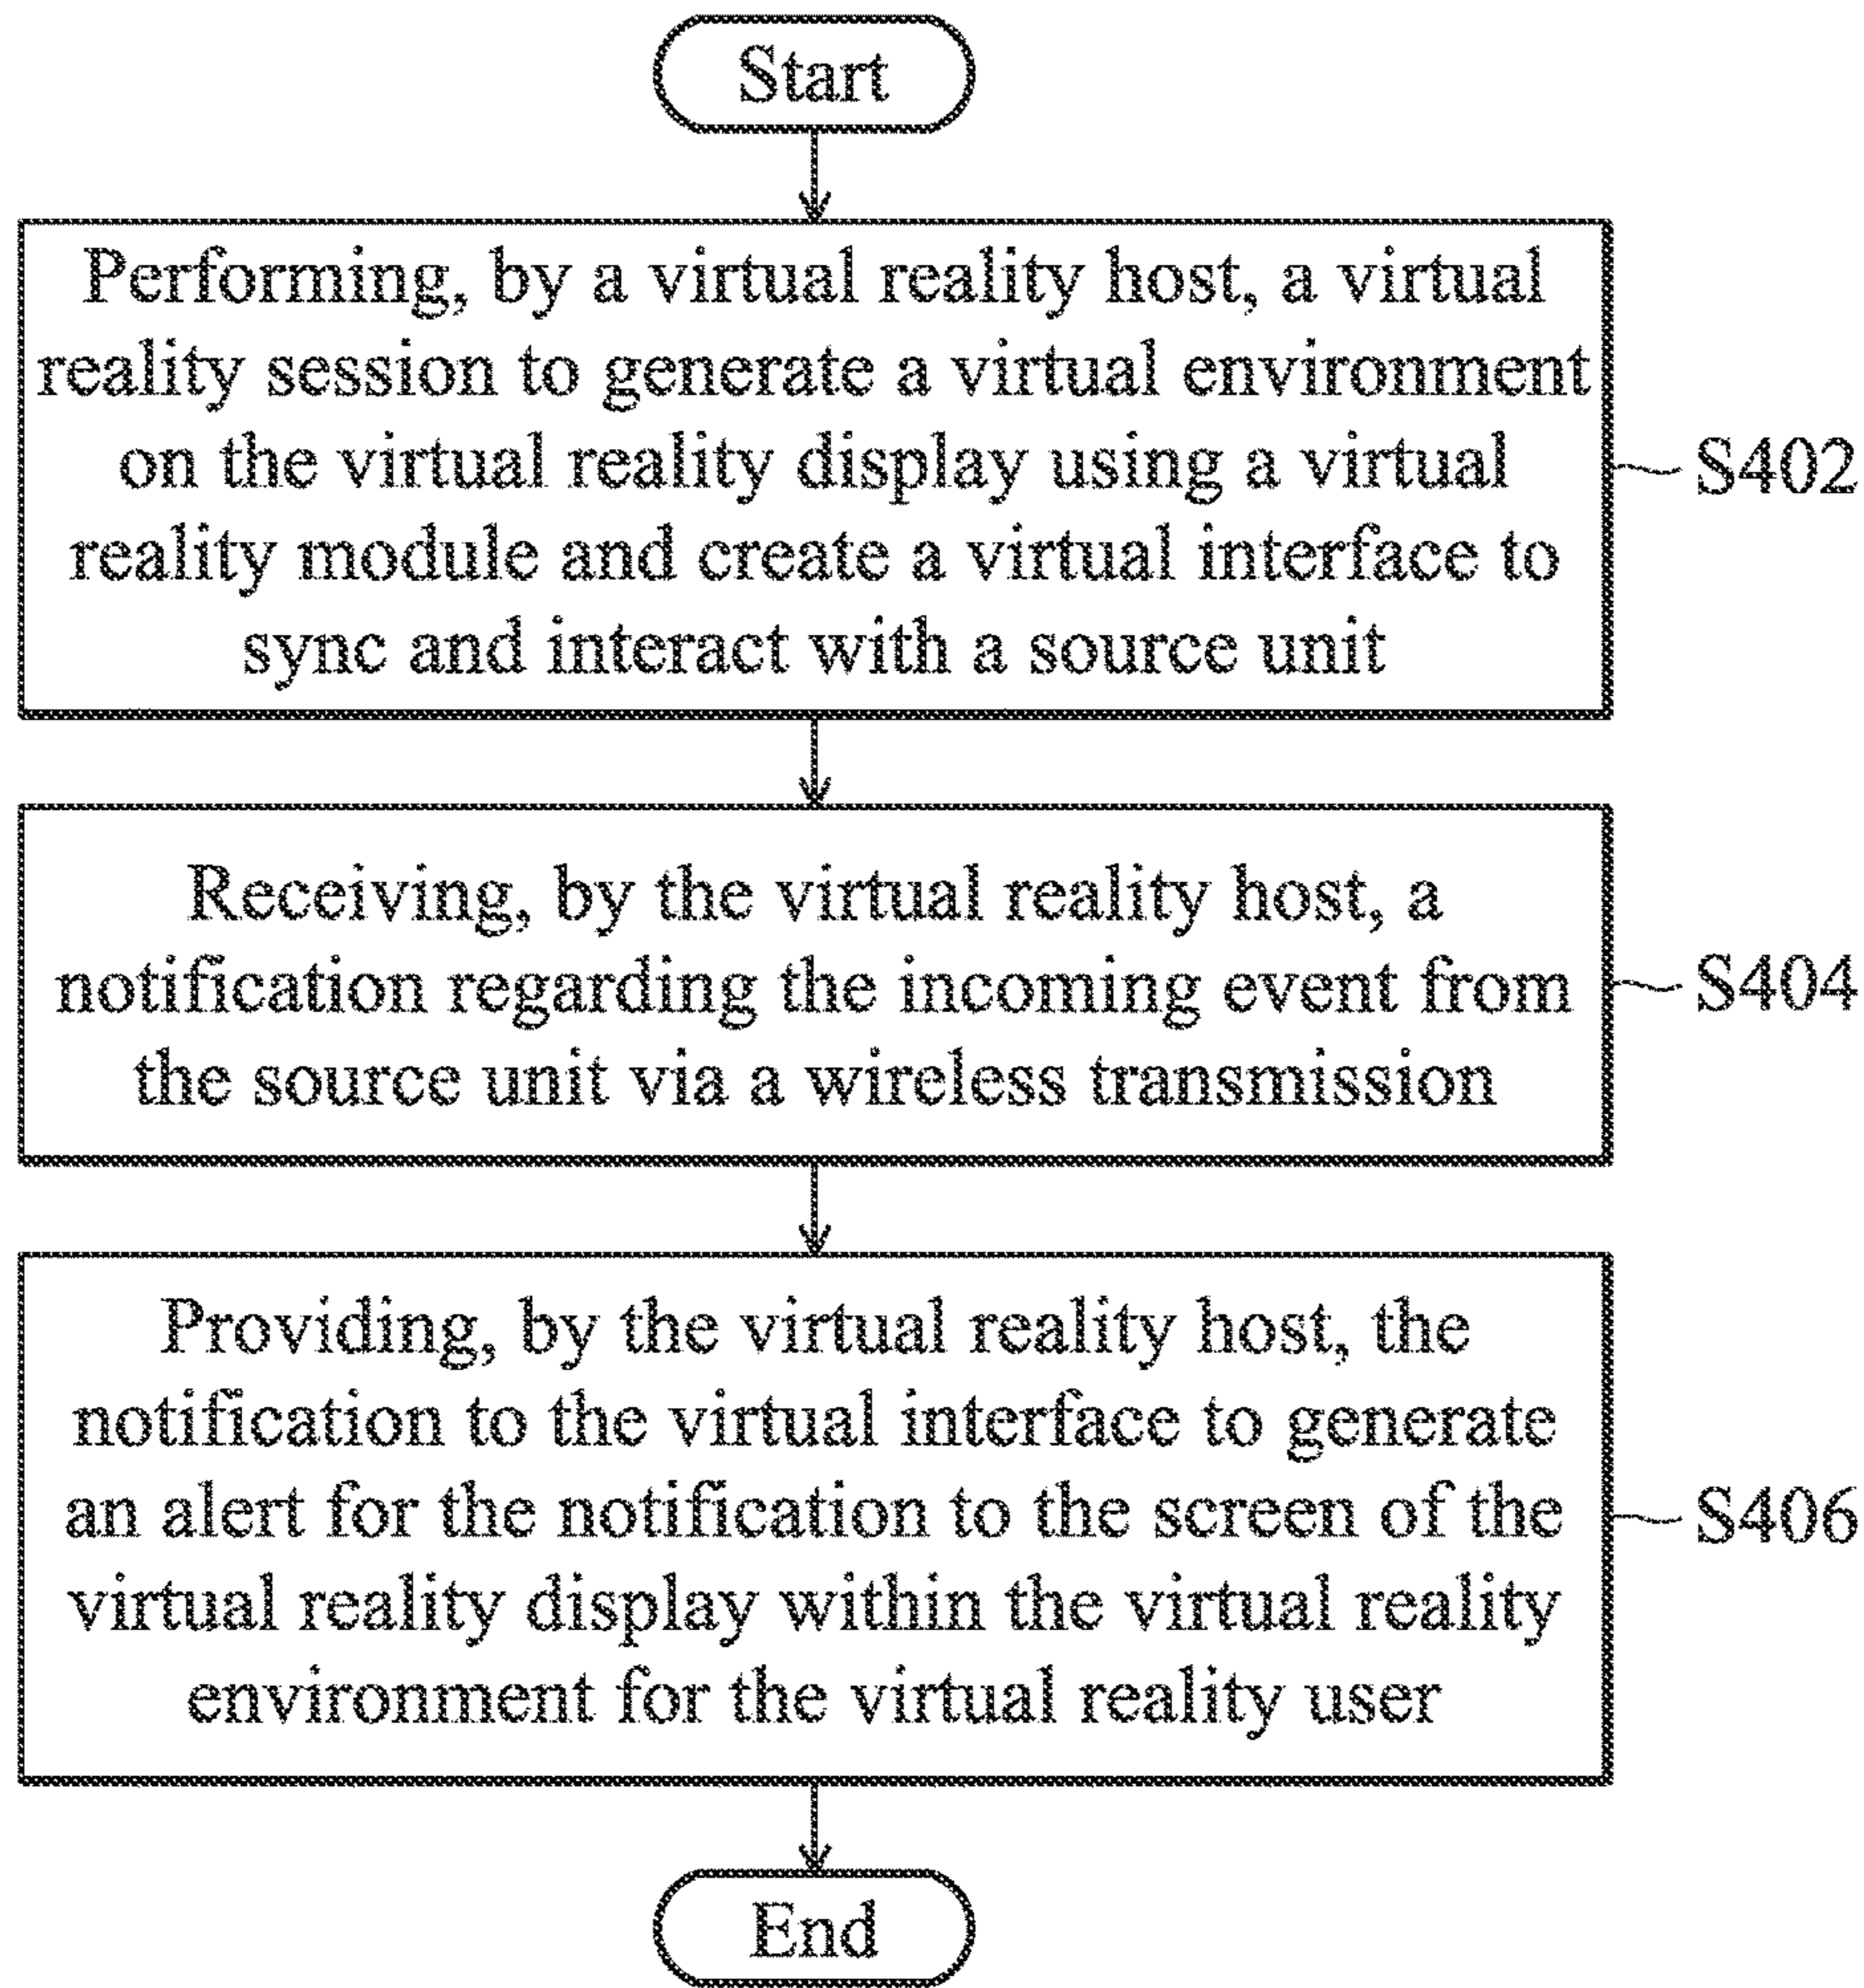 Start
Performing, by a virtual reality host, a virtual
reality session to generate a virtual environment
on the virtual reality display using a virtual
reality module and create a virtual interface to
sync and interact with a source unit
S402
Receiving, by the virtual reality host, a
notification regarding the incoming event from
the source unit via a wireless transmission
S404
Providing, by the virtual reality host, the
notification to the virtual interface to generate
an alert for the notification to the screen of the
virtual reality display within the virtual reality
environment for the virtual reality user
S406
End